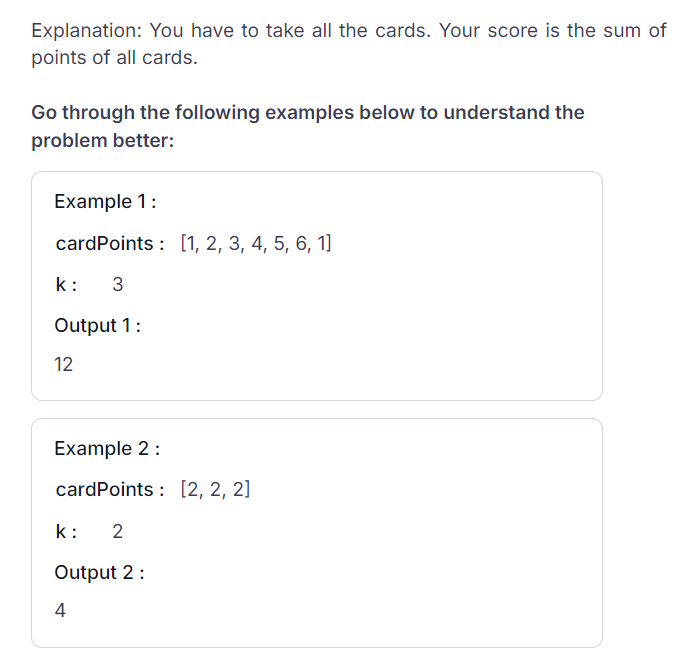 Explanation: You have to take all the cards. Your score is the sum of
points of all cards.
Go through the following examples below to understand the
problem better:
Example 1 :
cardPoints : [1, 2, 3, 4, 5, 6, 1]
k : 3
Output 1 :
12
Example 2 :
cardPoints : [2, 2, 2]
k : 2
Output 2 :
4